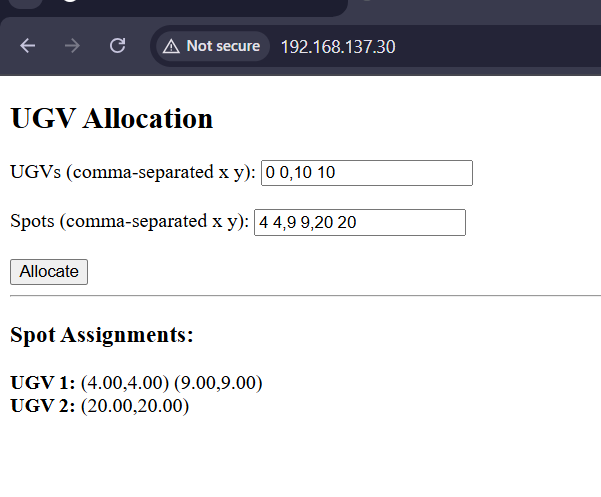 Not secure 192.168.137.30
UGV Allocation
UGVs (comma-separated x y): 0 0,10 10
Spots (comma-separated x y): 4 4,9 9,20 20
Allocate
Spot Assignments:
UGV 1: (4.00,4.00) (9.00,9.00)
UGV 2: (20.00,20.00)